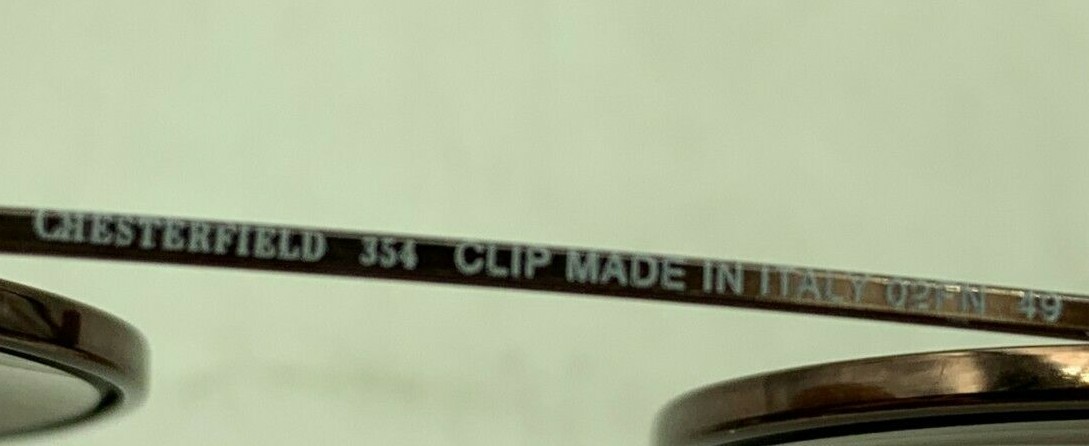 CHESTERFIELD 354 CLIP MADE IN ITALY 02FN 49